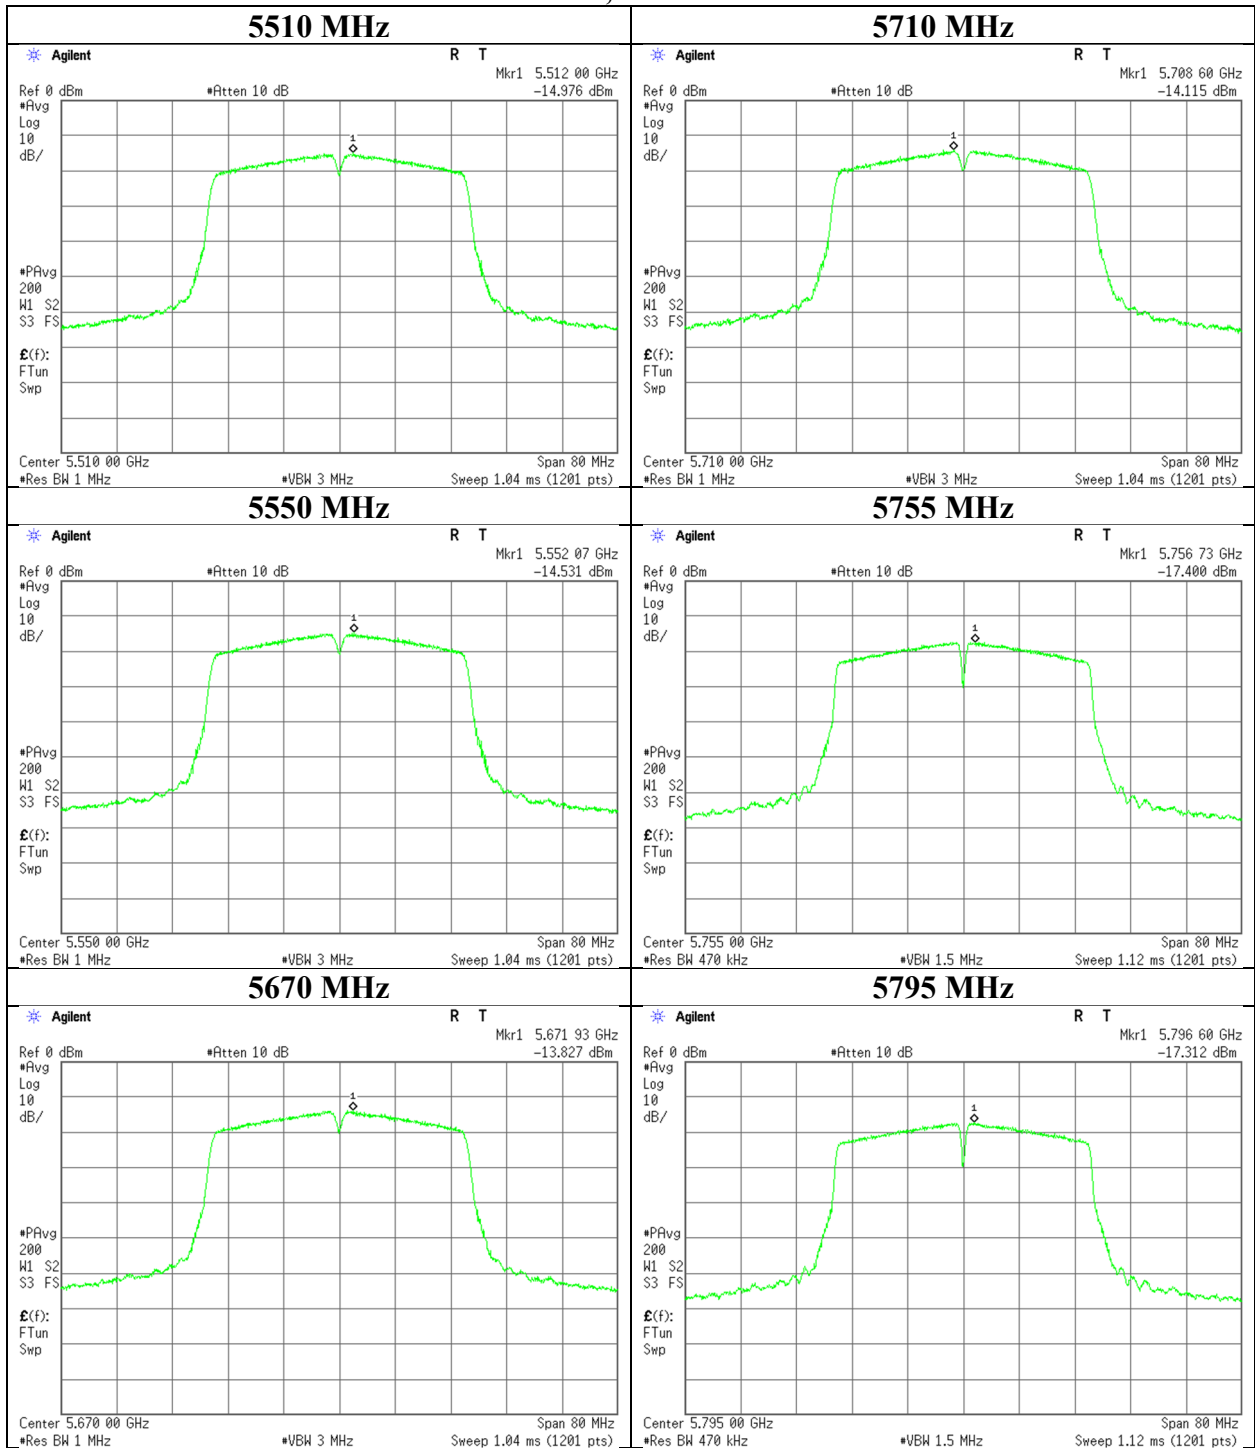 5510 MHz
Agilent R T
Mkr1 5.512 00 GHz
Ref 0 dBm #Atten 10 dB -14.976 dBm
#Avg
Log
10
dB/
1
#PAvg
200
W1 S2
S3 FS
£(f):
FTun
Swp
Center 5.510 00 GHz Span 80 MHz
#Res BW 1 MHz #VBW 3 MHz Sweep 1.04 ms (1201 pts)
5710 MHz
Agilent R T
Mkr1 5.708 60 GHz
Ref 0 dBm #Atten 10 dB -14.115 dBm
#Avg
Log
10
dB/
1
#PAvg
200
W1 S2
S3 FS
£(f):
FTun
Swp
Center 5.710 00 GHz Span 80 MHz
#Res BW 1 MHz #VBW 3 MHz Sweep 1.04 ms (1201 pts)
5550 MHz
Agilent R T
Mkr1 5.552 07 GHz
Ref 0 dBm #Atten 10 dB -14.531 dBm
#Avg
Log
10
dB/
1
#PAvg
200
W1 S2
S3 FS
£(f):
FTun
Swp
Center 5.550 00 GHz Span 80 MHz
#Res BW 1 MHz #VBW 3 MHz Sweep 1.04 ms (1201 pts)
5755 MHz
Agilent R T
Mkr1 5.756 73 GHz
Ref 0 dBm #Atten 10 dB -17.400 dBm
#Avg
Log
10
dB/
1
#PAvg
200
W1 S2
S3 FS
£(f):
FTun
Swp
Center 5.755 00 GHz Span 80 MHz
#Res BW 470 kHz #VBW 1.5 MHz Sweep 1.12 ms (1201 pts)
5670 MHz
Agilent R T
Mkr1 5.671 93 GHz
Ref 0 dBm #Atten 10 dB -13.827 dBm
#Avg
Log
10
dB/
1
#PAvg
200
W1 S2
S3 FS
£(f):
FTun
Swp
Center 5.670 00 GHz Span 80 MHz
#Res BW 1 MHz #VBW 3 MHz Sweep 1.04 ms (1201 pts)
5795 MHz
Agilent R T
Mkr1 5.796 60 GHz
Ref 0 dBm #Atten 10 dB -17.312 dBm
#Avg
Log
10
dB/
1
#PAvg
200
W1 S2
S3 FS
£(f):
FTun
Swp
Center 5.795 00 GHz Span 80 MHz
#Res BW 470 kHz #VBW 1.5 MHz Sweep 1.12 ms (1201 pts)